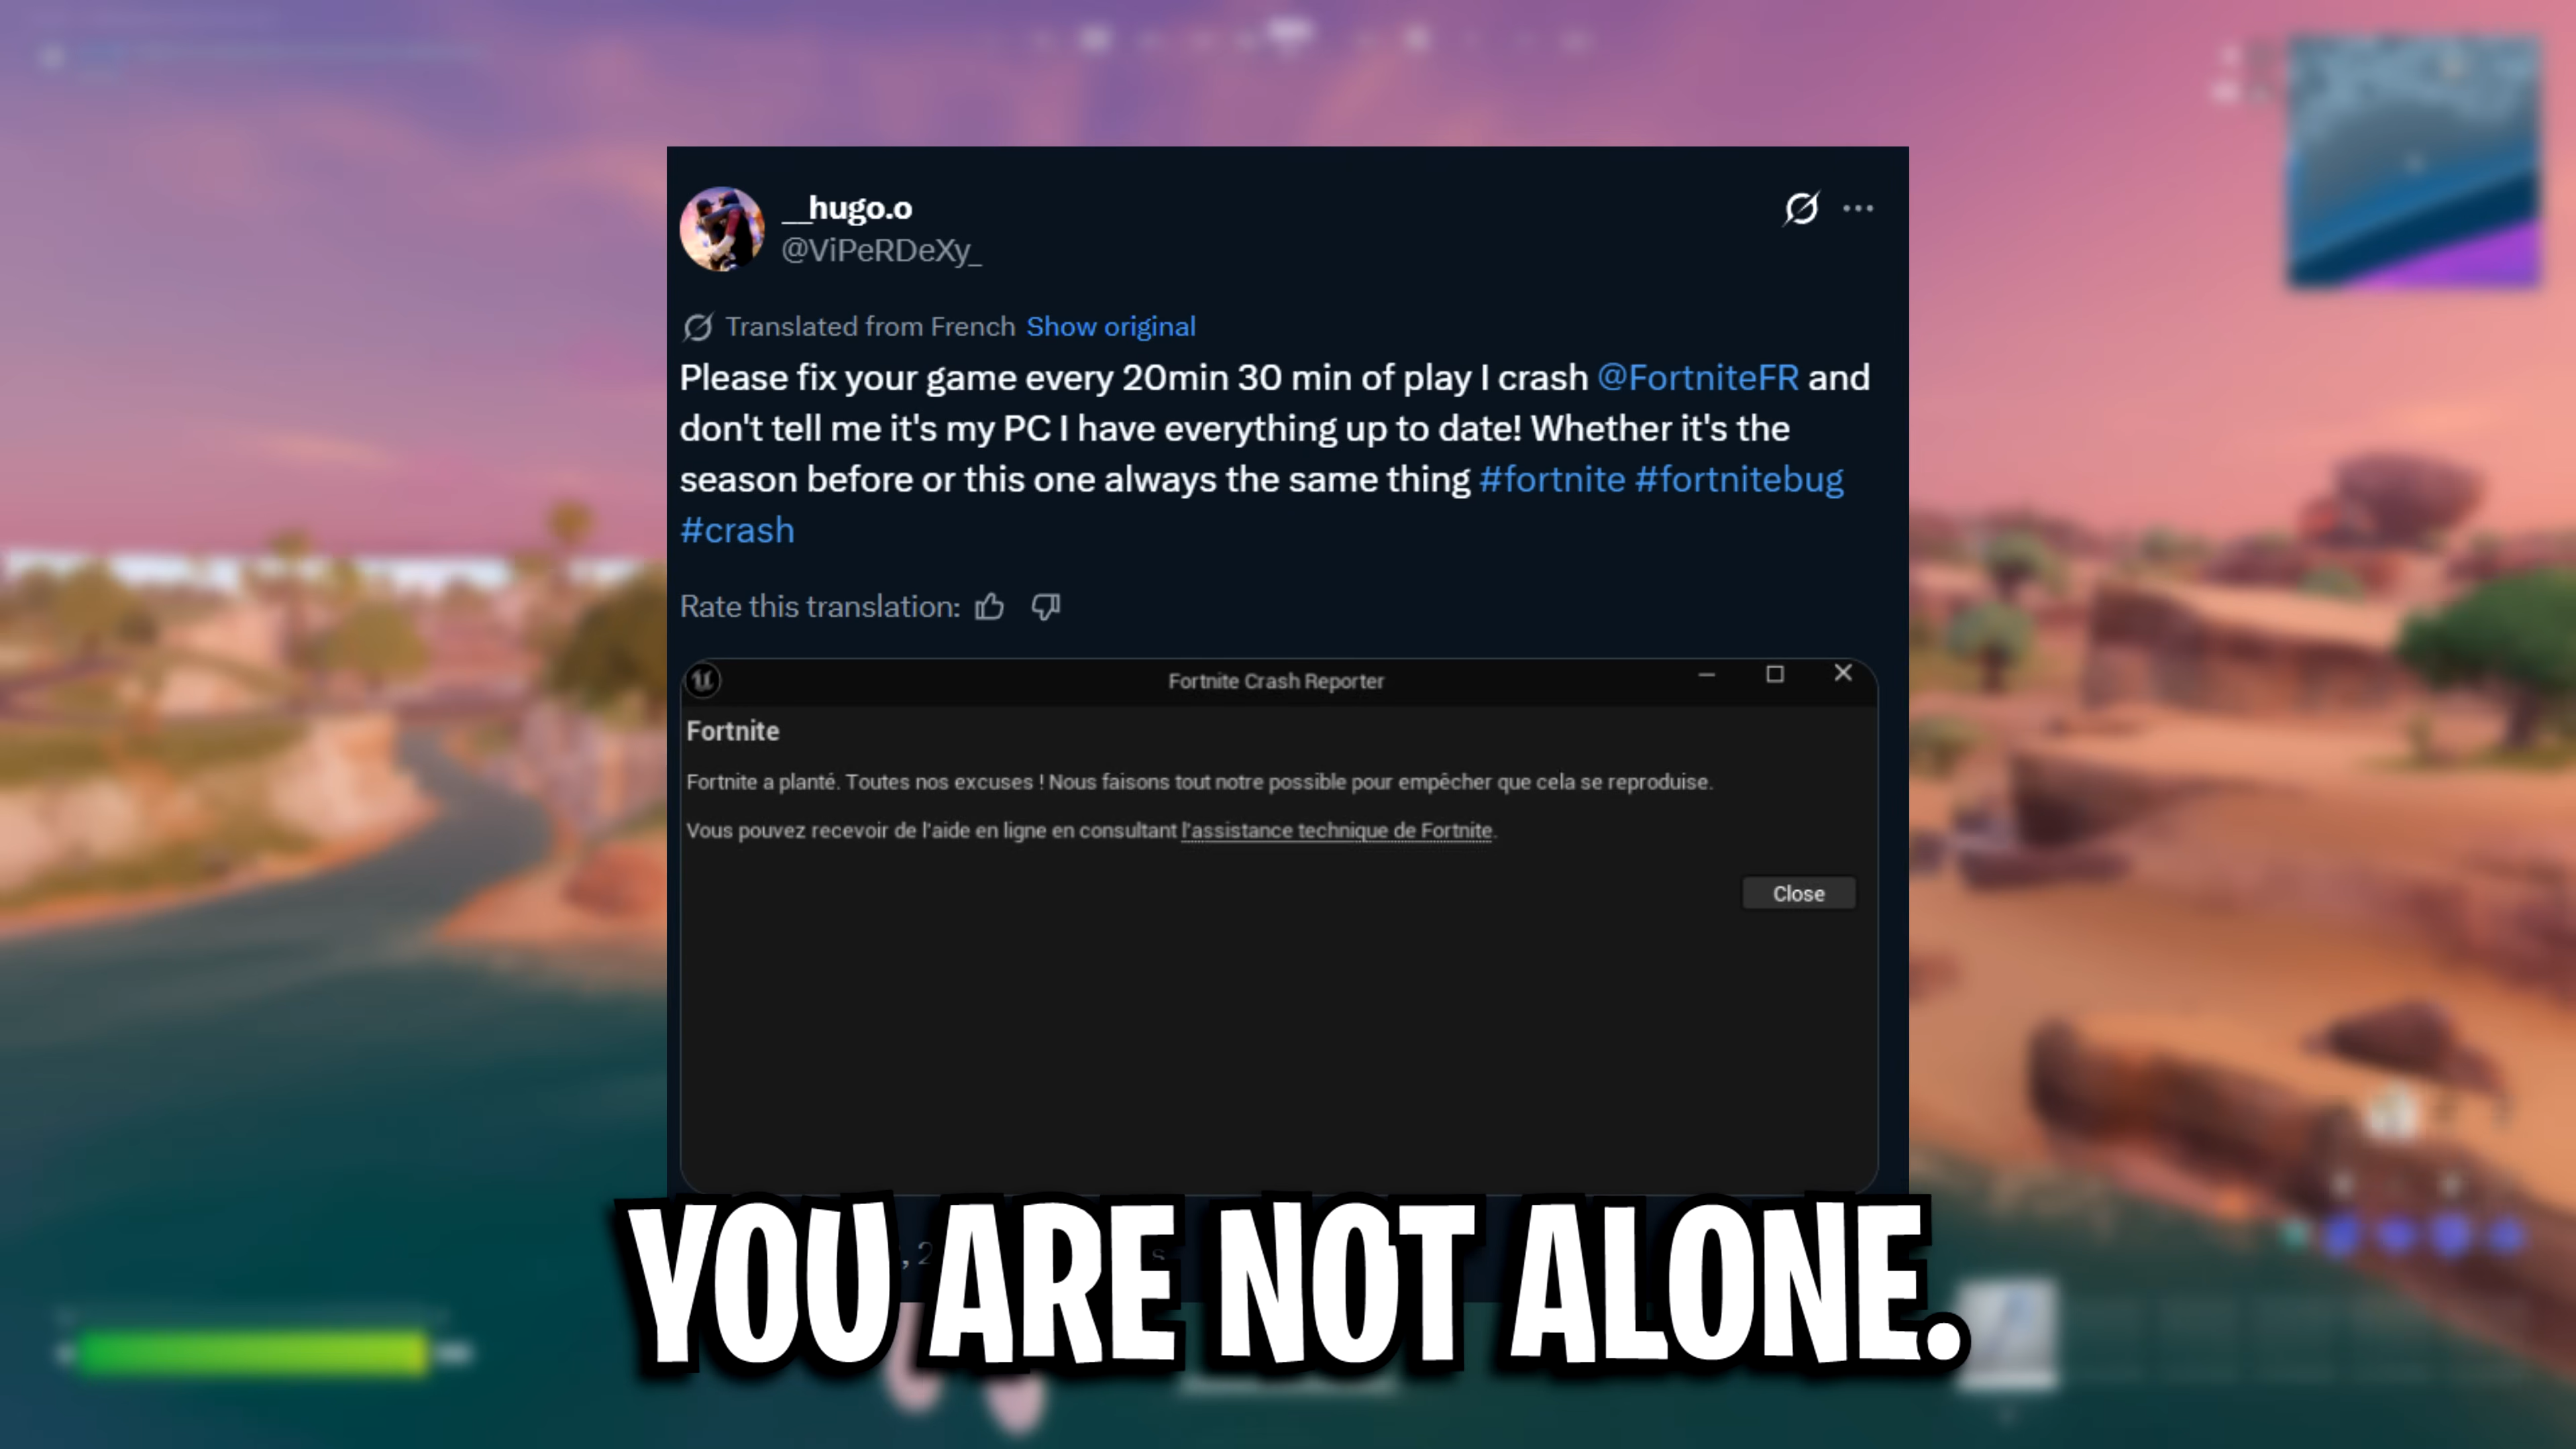 __hugo.o
@ViPeRDeXy_
Translated from French Show original
Please fix your game every 20min 30 min of play I crash @FortniteFR and
don't tell me it's my PC I have everything up to date! Whether it's the
season before or this one always the same thing #fortnite #fortnitebug
#crash
Rate this translation:
Fortnite Crash Reporter
Fortnite
Fortnite a planté. Toutes nos excuses ! Nous faisons tout notre possible pour empêcher que cela se reproduise.
Vous pouvez recevoir de l'aide en ligne en consultant l'assistance technique de Fortnite.
Close
YOU ARE NOT ALONE.